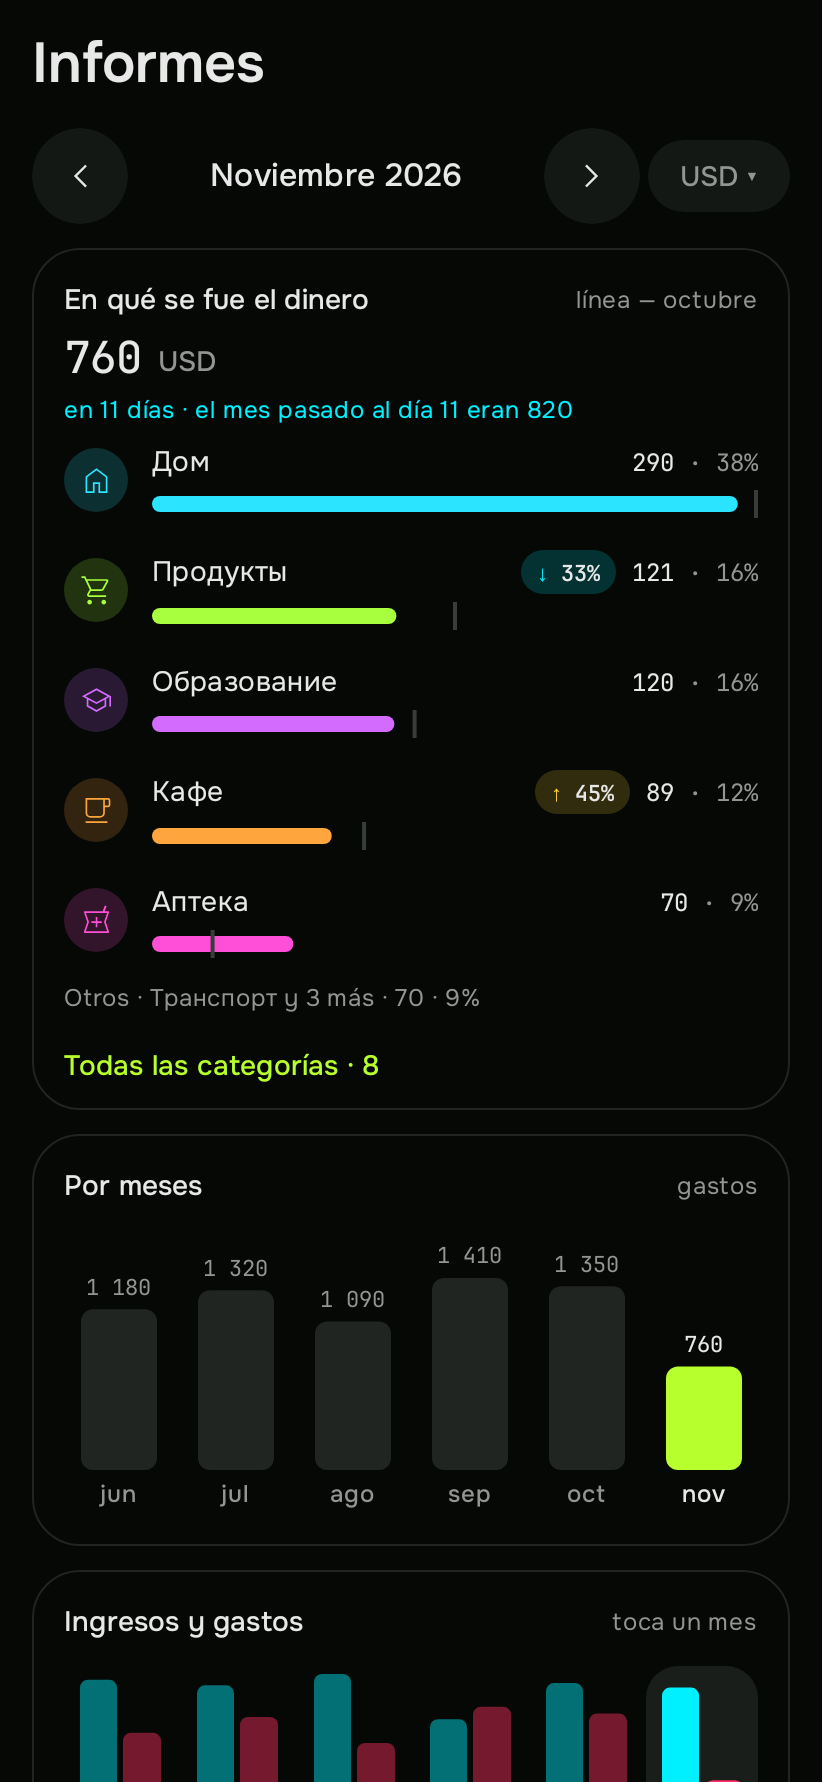 Informes
Noviembre 2026
USD ▾
En qué se fue el dinero
línea — octubre
760 USD
en 11 días · el mes pasado al día 11 eran 820
Дом
290 · 38%
Продукты
↓ 33% 121 · 16%
Образование
120 · 16%
Кафе
↑ 45% 89 · 12%
Аптека
70 · 9%
Otros · Транспорт y 3 más · 70 · 9%
Todas las categorías · 8
Por meses
gastos
1 180
1 320
1 090
1 410
1 350
760
jun
jul
ago
sep
oct
nov
Ingresos y gastos
toca un mes